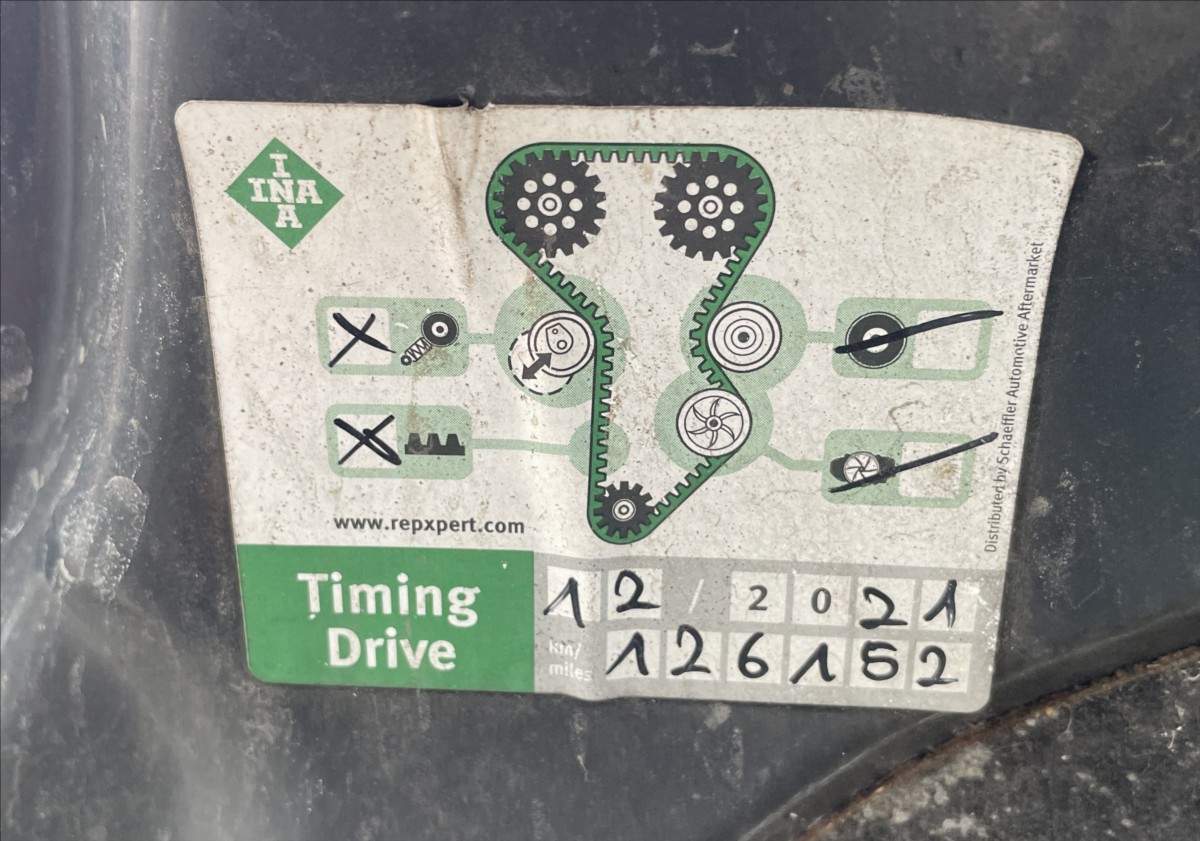 I
INA
A
Distributed by Schaeffler Automotive Aftermarket
www.repxpert.com
Timing
Drive
12 / 2021
km/
miles
126152